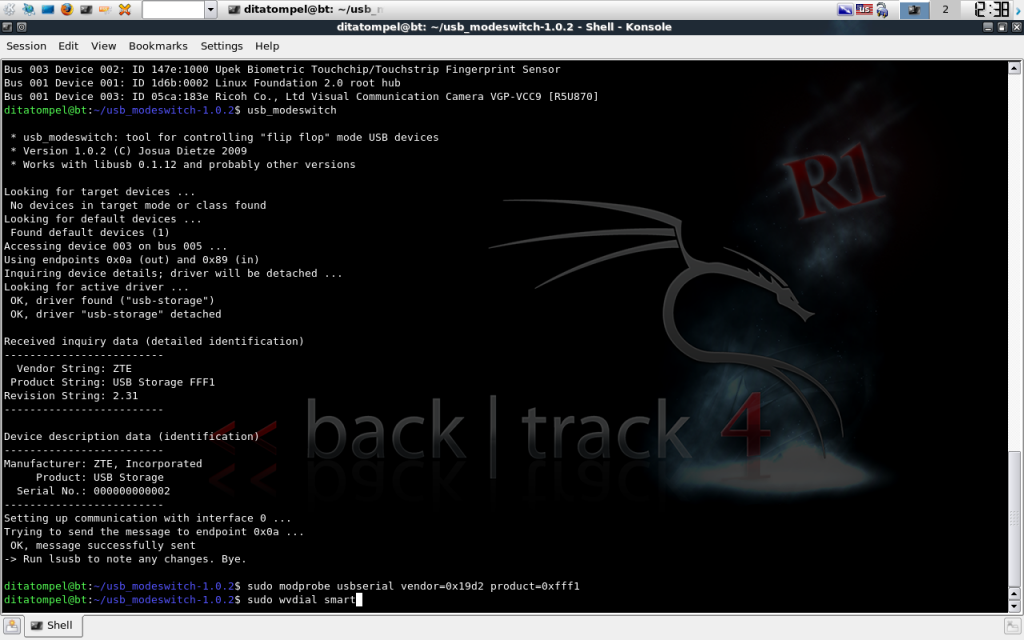 ditatompel@bt: ~/usb_m
2
12:38
ditatompel@bt: ~/usb_modeswitch-1.0.2 - Shell - Konsole
Session Edit View Bookmarks Settings Help
Bus 003 Device 002: ID 147e:1000 Upek Biometric Touchchip/Touchstrip Fingerprint Sensor
Bus 001 Device 001: ID 1d6b:0002 Linux Foundation 2.0 root hub
Bus 001 Device 003: ID 05ca:183e Ricoh Co., Ltd Visual Communication Camera VGP-VCC9 [R5U870]
ditatompel@bt:~/usb_modeswitch-1.0.2$ usb_modeswitch
* usb_modeswitch: tool for controlling "flip flop" mode USB devices
* Version 1.0.2 (C) Josua Dietze 2009
* Works with libusb 0.1.12 and probably other versions
R1
Looking for target devices ...
No devices in target mode or class found
Looking for default devices ...
Found default devices (1)
Accessing device 003 on bus 005 ...
Using endpoints 0x0a (out) and 0x89 (in)
Inquiring device details; driver will be detached ...
Looking for active driver ...
OK, driver found ("usb-storage")
OK, driver "usb-storage" detached
Received inquiry data (detailed identification)
-------------------------
Vendor String: ZTE
Product String: USB Storage FFF1
Revision String: 2.31
-------------------------
<< back|track 4
Device description data (identification)
-------------------------
Manufacturer: ZTE, Incorporated
Product: USB Storage
Serial No.: 000000000002
-------------------------
Setting up communication with interface 0 ...
Trying to send the message to endpoint 0x0a ...
OK, message successfully sent
-> Run lsusb to note any changes. Bye.
ditatompel@bt:~/usb_modeswitch-1.0.2$ sudo modprobe usbserial vendor=0x19d2 product=0xfff1
ditatompel@bt:~/usb_modeswitch-1.0.2$ sudo wvdial smart
Shell